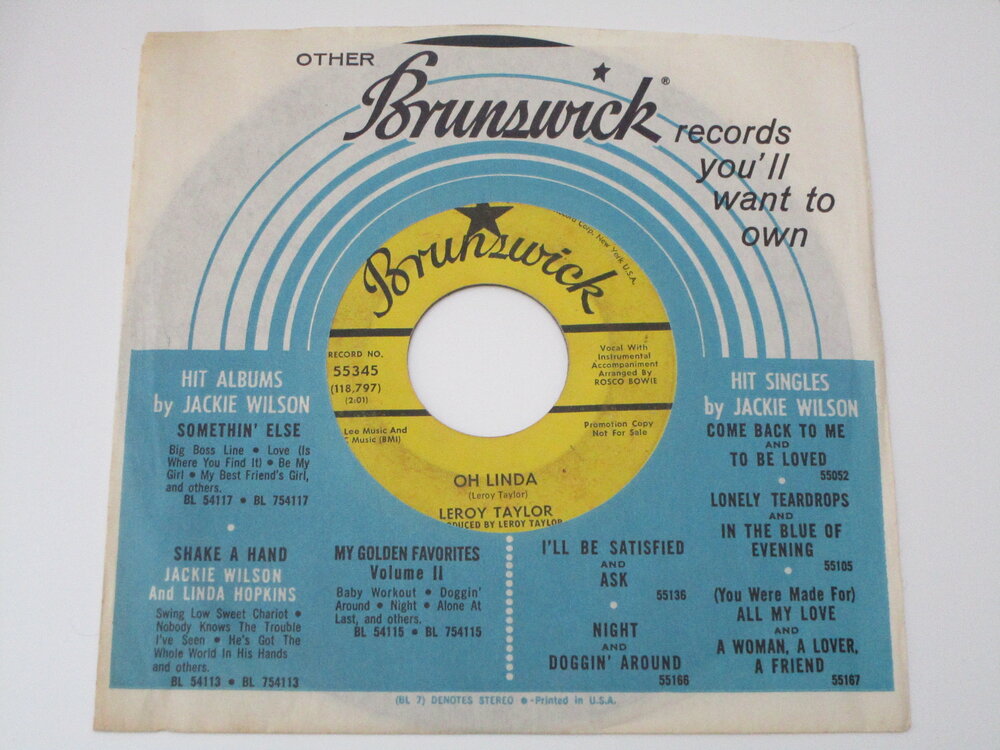 OTHER
Brunswick®
records
you'll
want to
own
Brunswick
Corp. New York U.S.A.
RECORD NO.
55345
(118,797)
(2:01)
Vocal With
Instrumental
Accompaniment
Arranged By
ROSCO BOWIE
Lee Music And
Music (BMI)
Promotion Copy
Not For Sale
OH LINDA
(Leroy Taylor)
LEROY TAYLOR
DUCED BY LEROY TAYLOR
HIT ALBUMS
by JACKIE WILSON
SOMETHIN' ELSE
Big Boss Line • Love (Is
Where You Find It) • Be My
Girl • My Best Friend's Girl,
and others.
BL 54117 • BL 754117
SHAKE A HAND
JACKIE WILSON
And LINDA HOPKINS
Swing Low Sweet Chariot •
Nobody Knows The Trouble
I've Seen • He's Got The
Whole World In His Hands
and others.
BL 54113 • BL 754113
MY GOLDEN FAVORITES
Volume II
Baby Workout • Doggin'
Around • Night • Alone At
Last, and others.
BL 54115 • BL 754115
I'LL BE SATISFIED
AND
ASK
55136
NIGHT
AND
DOGGIN' AROUND
55166
HIT SINGLES
by JACKIE WILSON
COME BACK TO ME
AND
TO BE LOVED
55052
LONELY TEARDROPS
AND
IN THE BLUE OF
EVENING
55105
(You Were Made For)
ALL MY LOVE
AND
A WOMAN, A LOVER,
A FRIEND
55167
(BL 7) DENOTES STEREO • -Printed in U.S.A.